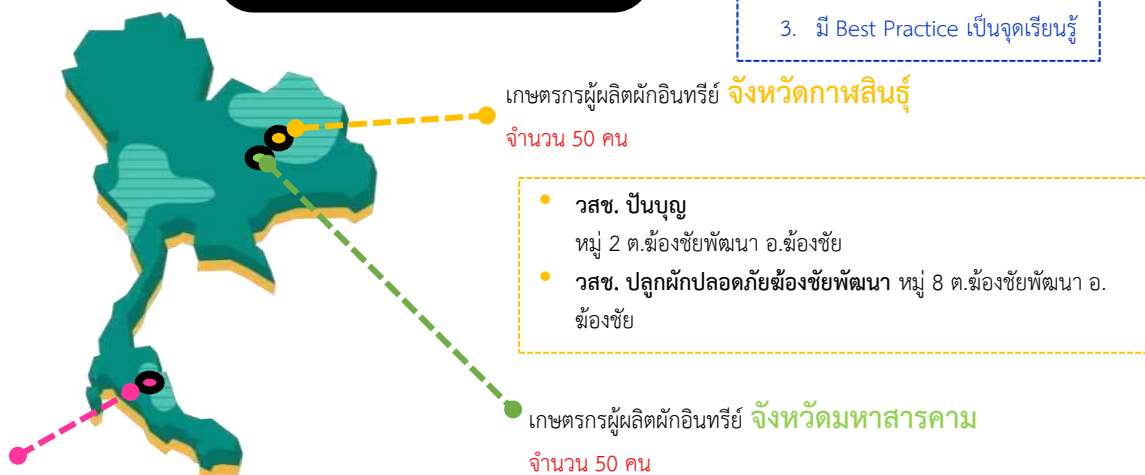 3. มี Best Practice เป็นจุดเรียนรู้
เกษตรกรผู้ผลิตผักอินทรีย์ จังหวัดกาฬสินธุ์
จำนวน 50 คน
• วสช. ปันบุญ
หมู่ 2 ต.ฆ้องชัยพัฒนา อ.ฆ้องชัย
• วสช. ปลูกผักปลอดภัยฆ้องชัยพัฒนา หมู่ 8 ต.ฆ้องชัยพัฒนา อ.
ฆ้องชัย
เกษตรกรผู้ผลิตผักอินทรีย์ จังหวัดมหาสารคาม
จำนวน 50 คน